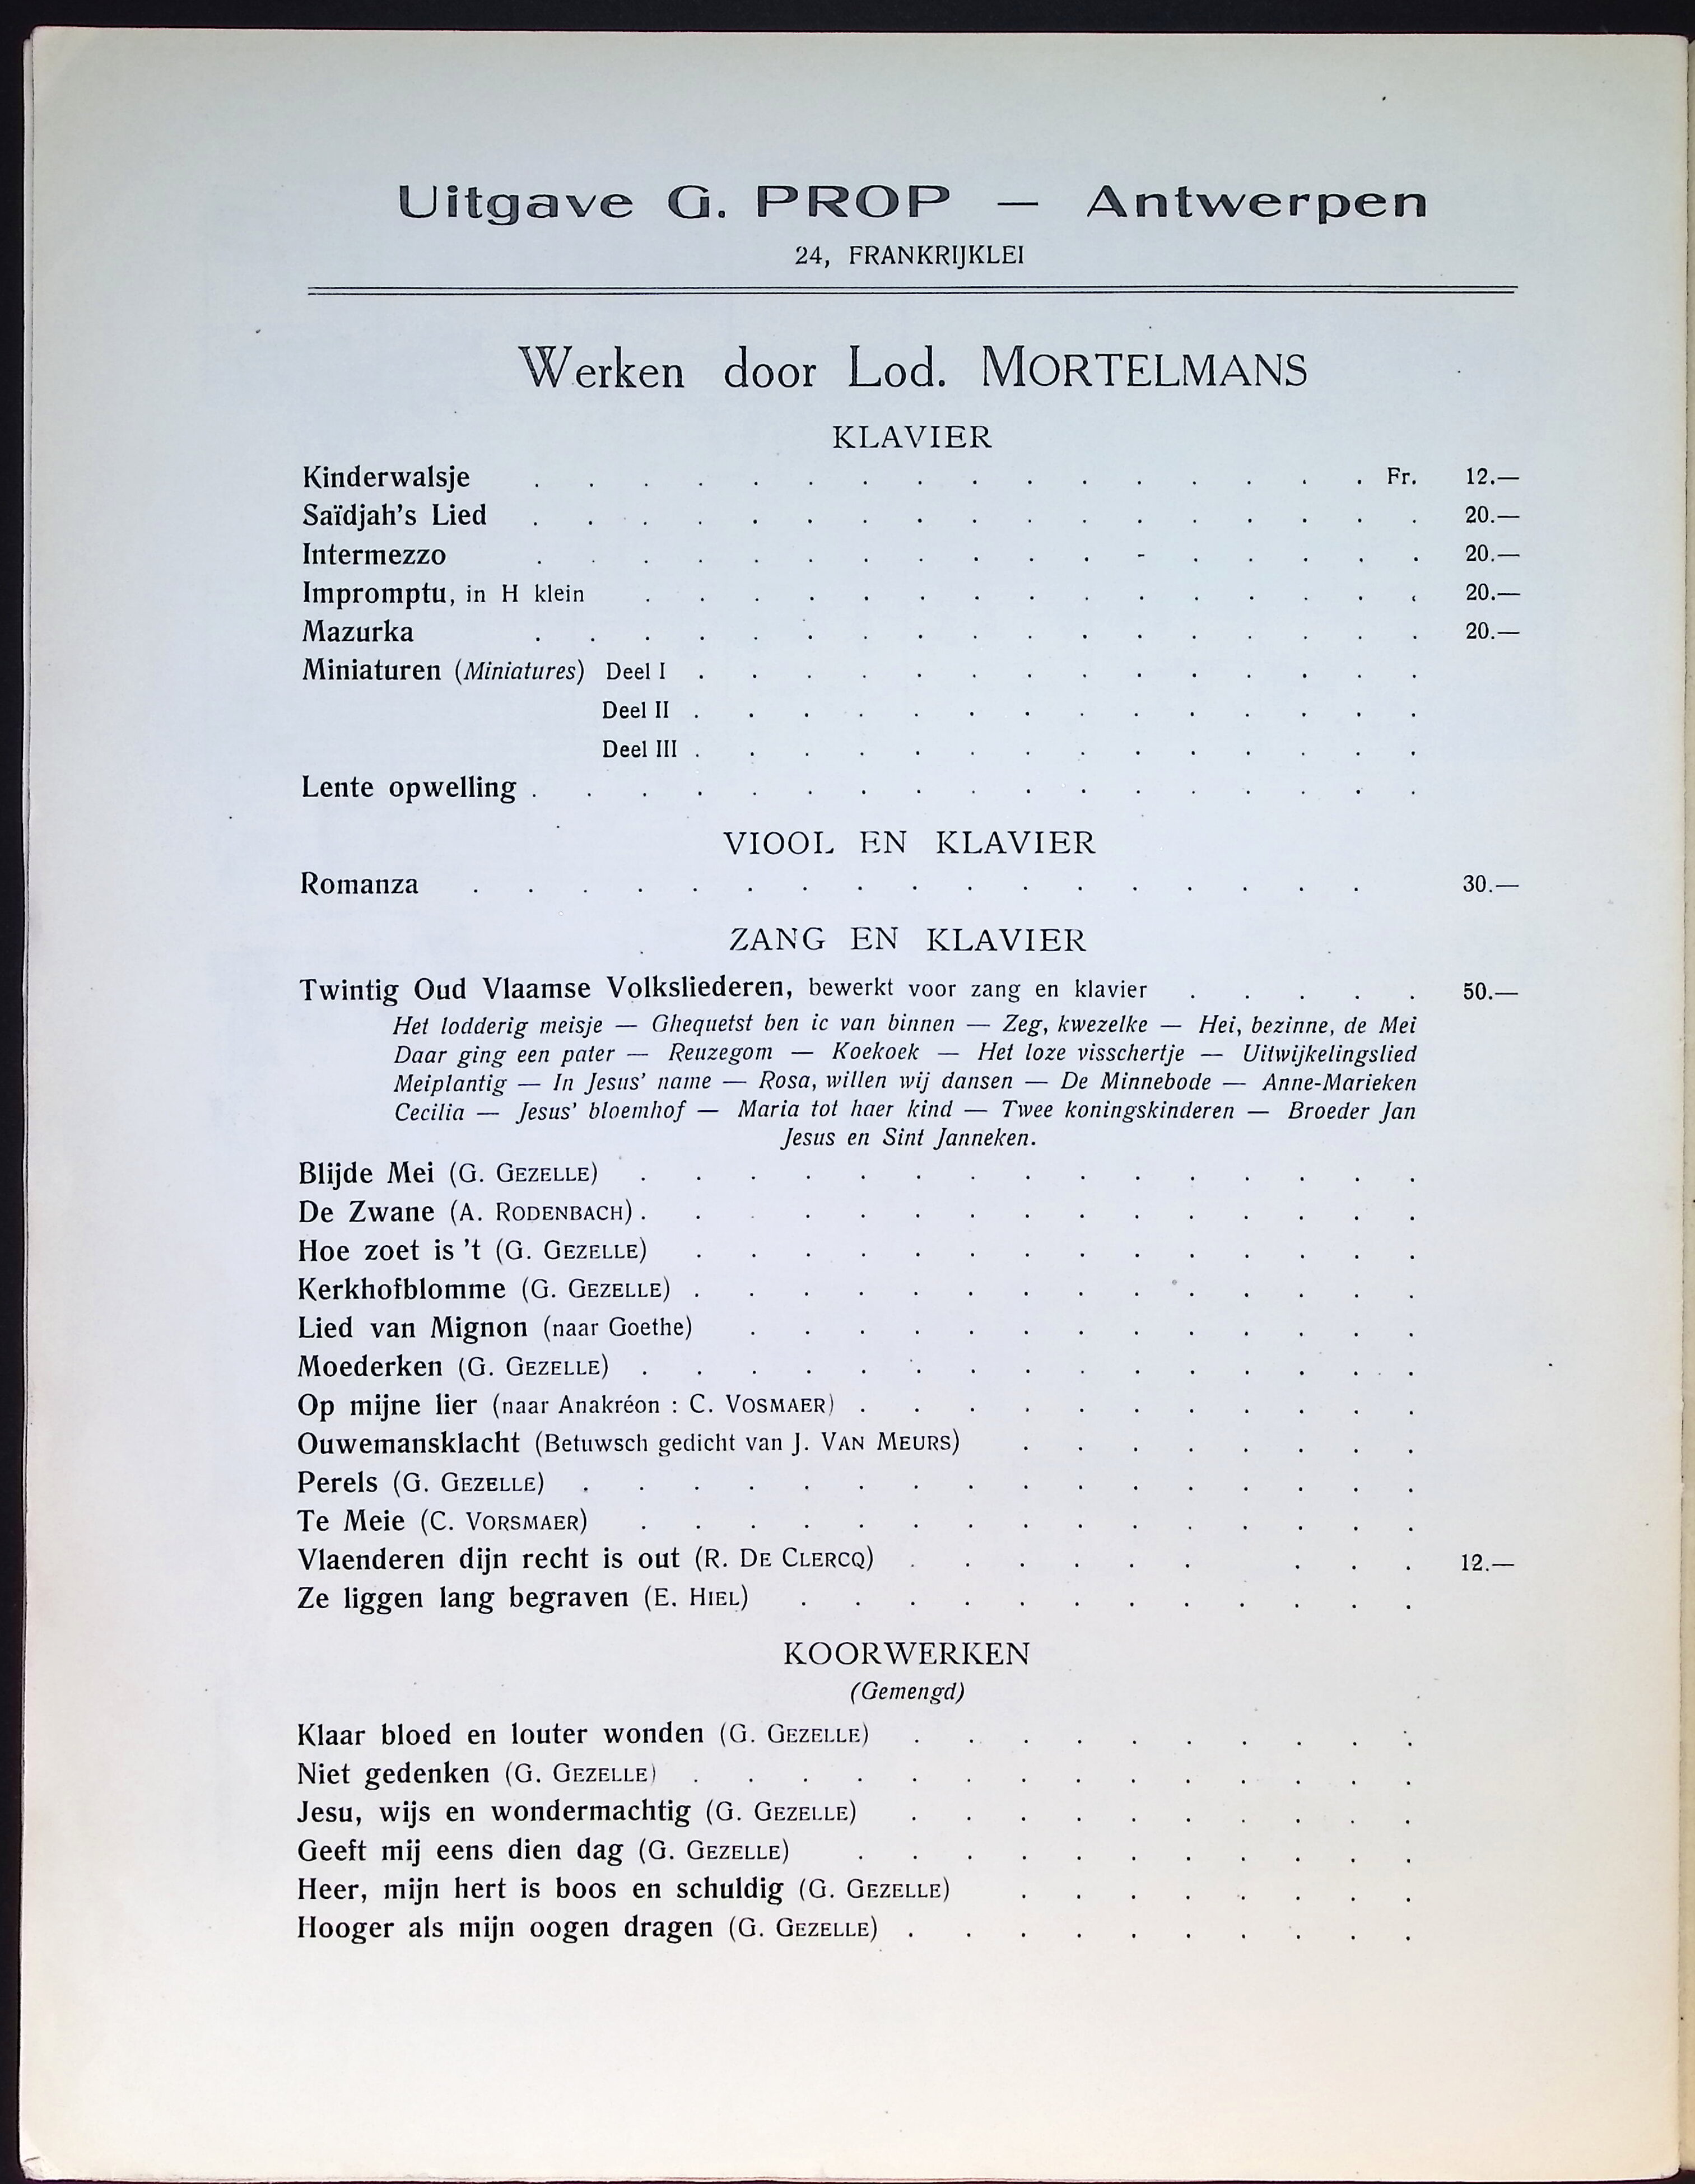 Uitgave G. PROP — Antwerpen
24, FRANKRIJKLEI
Werken door Lod. MORTELMANS
KLAVIER
Kinderwalsje . . . . . . . . . . . . . . . . Fr. 12.—
Saïdjah's Lied . . . . . . . . . . . . . . . . . 20.—
Intermezzo . . . . . . . . . . . - . . . . . 20.—
Impromptu, in H klein . . . . . . . . . . . . . . . 20.—
Mazurka . . . . . . . . . . . . . . . . . 20.—
Miniaturen (Miniatures) Deel I . . . . . . . . . . . . . .
Deel II . . . . . . . . . . . . . .
Deel III . . . . . . . . . . . . . .
Lente opwelling . . . . . . . . . . . . . . . . .
VIOOL EN KLAVIER
Romanza . . . . . . . . . . . . . . . . . 30.—
ZANG EN KLAVIER
Twintig Oud Vlaamse Volksliederen, bewerkt voor zang en klavier . . . . . 50.—
Het lodderig meisje — Ghequetst ben ic van binnen — Zeg, kwezelke — Hei, bezinne, de Mei
Daar ging een pater — Reuzegom — Koekoek — Het loze visschertje — Uitwijkelingslied
Meiplantig — In Jesus' name — Rosa, willen wij dansen — De Minnebode — Anne-Marieken
Cecilia — Jesus' bloemhof — Maria tot haer kind — Twee koningskinderen — Broeder Jan
Jesus en Sint Janneken.
Blijde Mei (G. GEZELLE) . . . . . . . . . . . . . . .
De Zwane (A. RODENBACH) . . . . . . . . . . . . . . .
Hoe zoet is 't (G. GEZELLE) . . . . . . . . . . . . . .
Kerkhofblomme (G. GEZELLE) . . . . . . . . . . . . . .
Lied van Mignon (naar Goethe) . . . . . . . . . . . . .
Moederken (G. GEZELLE) . . . . . . . . . . . . . . .
Op mijne lier (naar Anakréon : C. VOSMAER) . . . . . . . . . . .
Ouwemansklacht (Betuwsch gedicht van J. VAN MEURS) . . . . . . . .
Perels (G. GEZELLE) . . . . . . . . . . . . . . . .
Te Meie (C. VORSMAER) . . . . . . . . . . . . . . .
Vlaenderen dijn recht is out (R. DE CLERCQ) . . . . . . . . . 12.—
Ze liggen lang begraven (E. HIEL) . . . . . . . . . . . .
KOORWERKEN
(Gemengd)
Klaar bloed en louter wonden (G. GEZELLE) . . . . . . . . . .
Niet gedenken (G. GEZELLE) . . . . . . . . . . . . . .
Jesu, wijs en wondermachtig (G. GEZELLE) . . . . . . . . . .
Geeft mij eens dien dag (G. GEZELLE) . . . . . . . . . . .
Heer, mijn hert is boos en schuldig (G. GEZELLE) . . . . . . . .
Hooger als mijn oogen dragen (G. GEZELLE) . . . . . . . . . .